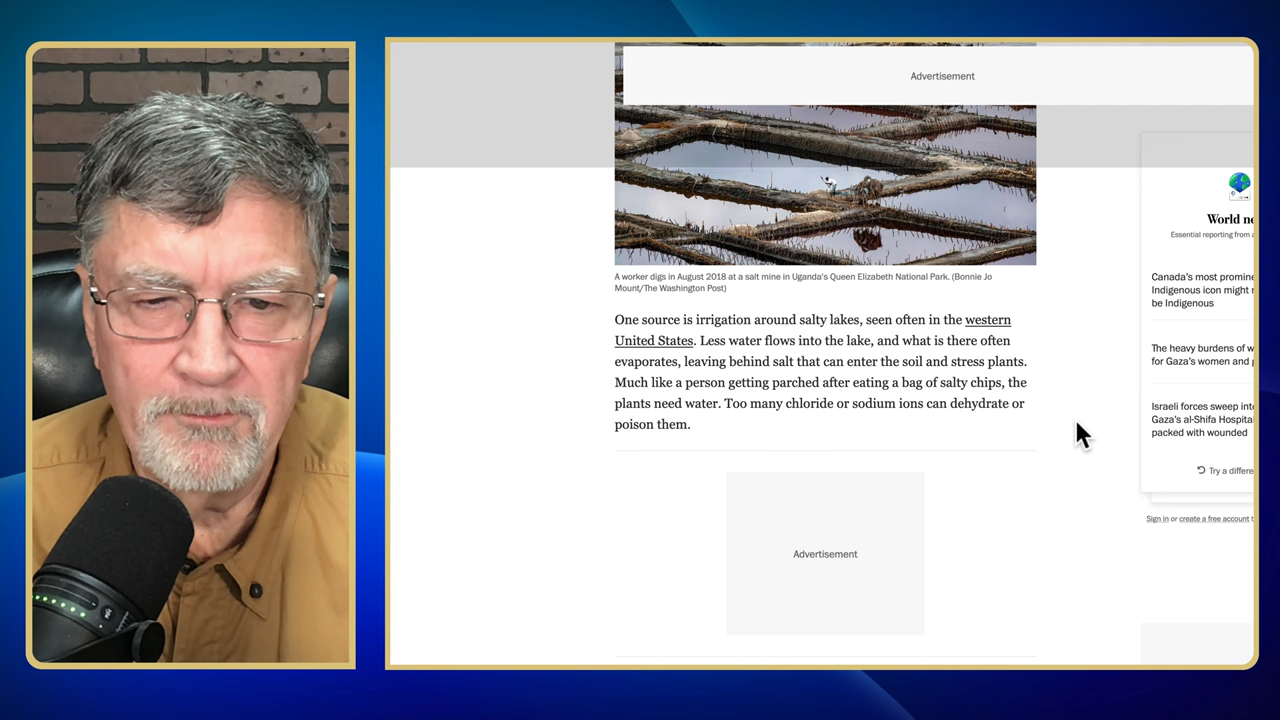 Advertisement
A worker digs in August 2018 at a salt mine in Uganda's Queen Elizabeth National Park. (Bonnie Jo
Mount/The Washington Post)
One source is irrigation around salty lakes, seen often in the western
United States. Less water flows into the lake, and what is there often
evaporates, leaving behind salt that can enter the soil and stress plants.
Much like a person getting parched after eating a bag of salty chips, the
plants need water. Too many chloride or sodium ions can dehydrate or
poison them.
Advertisement
World ne
Essential reporting from a
Canada's most promine
Indigenous icon might
be Indigenous
The heavy burdens of w
for Gaza's women and
Israeli forces sweep int
Gaza's al-Shifa Hospital
packed with wounded
Try a differe
Sign in or create a free account t